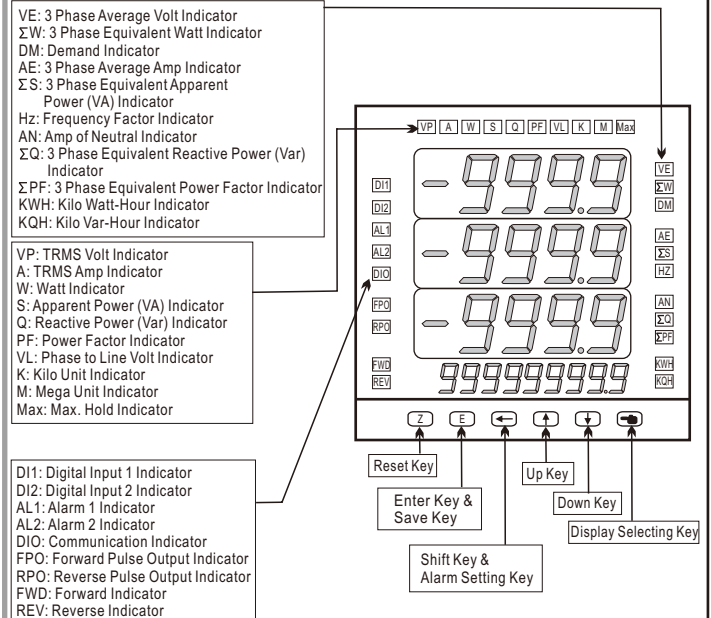 VE: 3 Phase Average Volt Indicator
ΣW: 3 Phase Equivalent Watt Indicator
DM: Demand Indicator
AE: 3 Phase Average Amp Indicator
ΣS: 3 Phase Equivalent Apparent
Power (VA) Indicator
Hz: Frequency Factor Indicator
AN: Amp of Neutral Indicator
ΣQ: 3 Phase Equivalent Reactive Power (Var)
Indicator
ΣPF: 3 Phase Equivalent Power Factor Indicator
KWH: Kilo Watt-Hour Indicator
KQH: Kilo Var-Hour Indicator
VP: TRMS Volt Indicator
A: TRMS Amp Indicator
W: Watt Indicator
S: Apparent Power (VA) Indicator
Q: Reactive Power (Var) Indicator
PF: Power Factor Indicator
VL: Phase to Line Volt Indicator
K: Kilo Unit Indicator
M: Mega Unit Indicator
Max: Max. Hold Indicator
DI1: Digital Input 1 Indicator
DI2: Digital Input 2 Indicator
AL1: Alarm 1 Indicator
AL2: Alarm 2 Indicator
DIO: Communication Indicator
FPO: Forward Pulse Output Indicator
RPO: Reverse Pulse Output Indicator
FWD: Forward Indicator
REV: Reverse Indicator
VP A W S Q PF VL K M Max
DI1
DI2
AL1
AL2
DIO
FPO
RPO
FWD
REV
-999.9
-999.9
-999.9
99999999.9
VE
ΣW
DM
AE
ΣS
HZ
AN
ΣQ
ΣPF
KWH
KQH
Z E
Reset Key
Enter Key &
Save Key
Shift Key &
Alarm Setting Key
Up Key
Down Key
Display Selecting Key